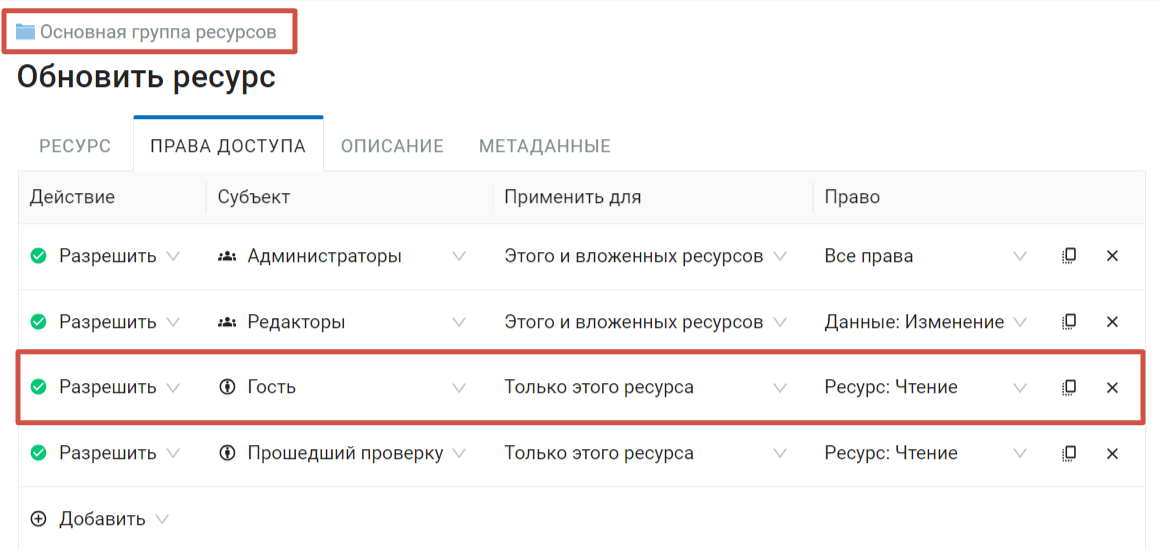 Основная группа ресурсов
Обновить ресурс
РЕСУРС ПРАВА ДОСТУПА ОПИСАНИЕ МЕТАДАННЫЕ
Действие Субъект Применить для Право
Разрешить Администраторы Этого и вложенных ресурсов Все права
Разрешить Редакторы Этого и вложенных ресурсов Данные: Изменение
Разрешить Гость Только этого ресурса Ресурс: Чтение
Разрешить Прошедший проверку Только этого ресурса Ресурс: Чтение
Добавить